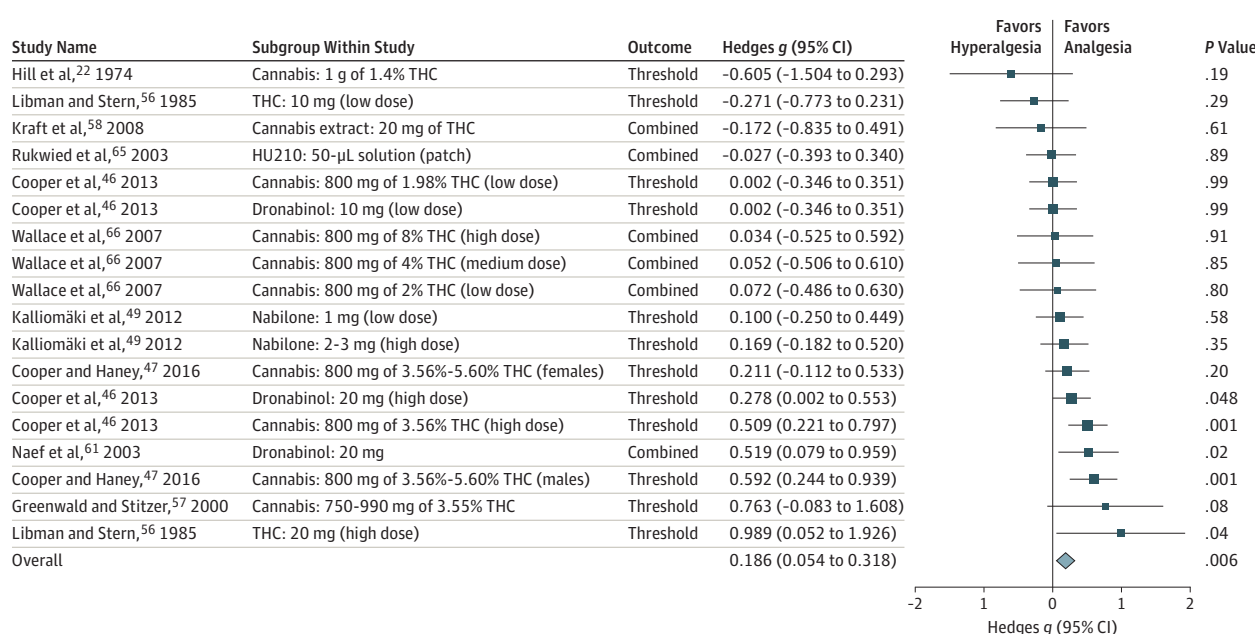 Favors Favors
Study Name Subgroup Within Study Outcome Hedges g (95% CI) Hyperalgesia Analgesia P Value
Hill et al,22 1974 Cannabis: 1 g of 1.4% THC Threshold -0.605 (-1.504 to 0.293) .19
Libman and Stern,56 1985 THC: 10 mg (low dose) Threshold -0.271 (-0.773 to 0.231) .29
Kraft et al,58 2008 Cannabis extract: 20 mg of THC Combined -0.172 (-0.835 to 0.491) .61
Rukwied et al,65 2003 HU210: 50-µL solution (patch) Combined -0.027 (-0.393 to 0.340) .89
Cooper et al,46 2013 Cannabis: 800 mg of 1.98% THC (low dose) Threshold 0.002 (-0.346 to 0.351) .99
Cooper et al,46 2013 Dronabinol: 10 mg (low dose) Threshold 0.002 (-0.346 to 0.351) .99
Wallace et al,66 2007 Cannabis: 800 mg of 8% THC (high dose) Combined 0.034 (-0.525 to 0.592) .91
Wallace et al,66 2007 Cannabis: 800 mg of 4% THC (medium dose) Combined 0.052 (-0.506 to 0.610) .85
Wallace et al,66 2007 Cannabis: 800 mg of 2% THC (low dose) Combined 0.072 (-0.486 to 0.630) .80
Kalliomäki et al,49 2012 Nabilone: 1 mg (low dose) Threshold 0.100 (-0.250 to 0.449) .58
Kalliomäki et al,49 2012 Nabilone: 2-3 mg (high dose) Threshold 0.169 (-0.182 to 0.520) .35
Cooper and Haney,47 2016 Cannabis: 800 mg of 3.56%-5.60% THC (females) Threshold 0.211 (-0.112 to 0.533) .20
Cooper et al,46 2013 Dronabinol: 20 mg (high dose) Threshold 0.278 (0.002 to 0.553) .048
Cooper et al,46 2013 Cannabis: 800 mg of 3.56% THC (high dose) Threshold 0.509 (0.221 to 0.797) .001
Naef et al,61 2003 Dronabinol: 20 mg Combined 0.519 (0.079 to 0.959) .02
Cooper and Haney,47 2016 Cannabis: 800 mg of 3.56%-5.60% THC (males) Threshold 0.592 (0.244 to 0.939) .001
Greenwald and Stitzer,57 2000 Cannabis: 750-990 mg of 3.55% THC Threshold 0.763 (-0.083 to 1.608) .08
Libman and Stern,56 1985 THC: 20 mg (high dose) Threshold 0.989 (0.052 to 1.926) .04
Overall 0.186 (0.054 to 0.318) .006
-2 1 0 1 2
Hedges g (95% CI)